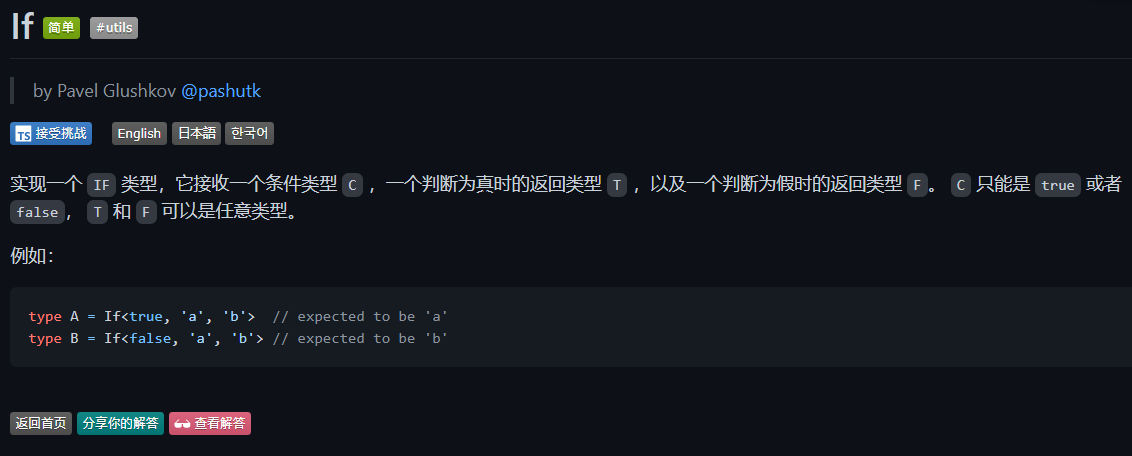 If 简单 #utils
by Pavel Glushkov @pashutk
TS 接受挑战 English 日本語 한국어
实现一个 IF 类型，它接收一个条件类型 C ，一个判断为真时的返回类型 T ，以及一个判断为假时的返回类型 F。 C 只能是 true 或者
false， T 和 F 可以是任意类型。
例如：
type A = If<true, 'a', 'b'>  // expected to be 'a'
type B = If<false, 'a', 'b'> // expected to be 'b'
返回首页 分享你的解答 查看解答